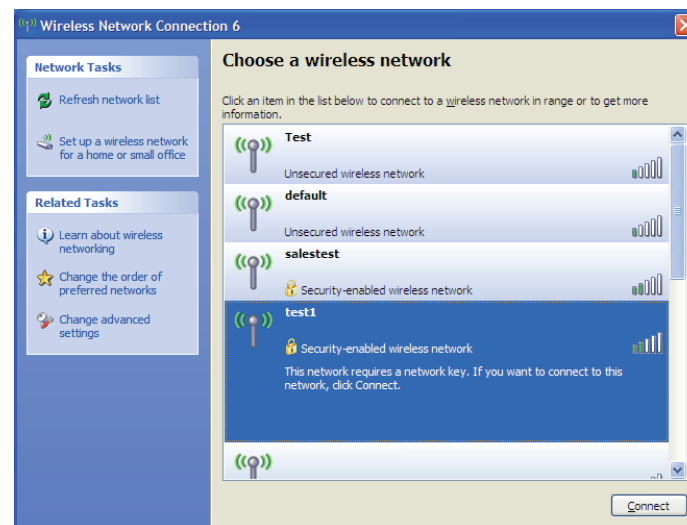 Wireless Network Connection 6
Network Tasks
Refresh network list
Set up a wireless network
for a home or small office
Related Tasks
Learn about wireless
networking
Change the order of
preferred networks
Change advanced
settings
Choose a wireless network
Click an item in the list below to connect to a wireless network in range or to get more
information.
Test
Unsecured wireless network
default
Unsecured wireless network
salestest
Security-enabled wireless network
test1
Security-enabled wireless network
This network requires a network key. If you want to connect to this
network, click Connect.
Connect